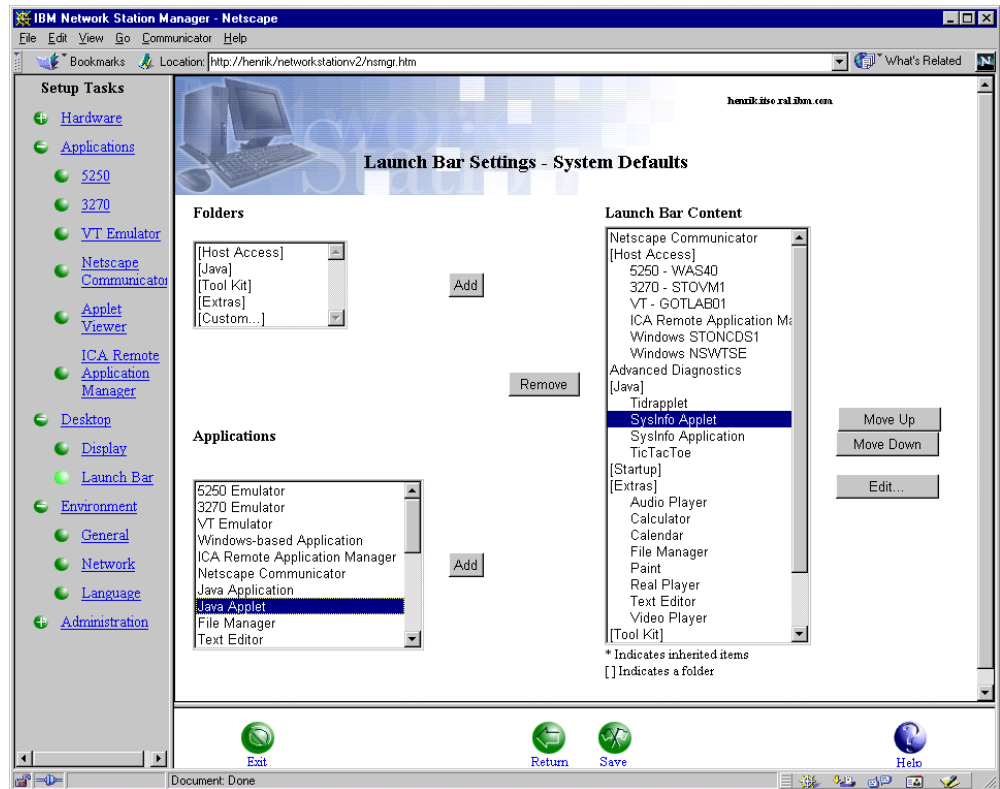 IBM Network Station Manager - Netscape
File Edit View Go Communicator Help
Bookmarks Location: http://henrik/networkstationv2/nsmgr.htm What's Related N
Setup Tasks
Hardware
Applications
5250
3270
VT Emulator
Netscape
Communicator
Applet
Viewer
ICA Remote
Application
Manager
Desktop
Display
Launch Bar
Environment
General
Network
Language
Administration
henrik.itso.ral.ibm.com
Launch Bar Settings - System Defaults
Folders
[Host Access]
[Java]
[Tool Kit]
[Extras]
[Custom...]
Add
Remove
Applications
5250 Emulator
3270 Emulator
VT Emulator
Windows-based Application
ICA Remote Application Manager
Netscape Communicator
Java Application
Java Applet
File Manager
Text Editor
Add
Launch Bar Content
Netscape Communicator
[Host Access]
5250 - WAS40
3270 - STOVM1
VT - GOTLAB01
ICA Remote Application Ma
Windows STONCDS1
Windows NSWTSE
Advanced Diagnostics
[Java]
Tidrapplet
SysInfo Applet
SysInfo Application
TicTacToe
[Startup]
[Extras]
Audio Player
Calculator
Calendar
File Manager
Paint
Real Player
Text Editor
Video Player
[Tool Kit]
* Indicates inherited items
[ ] Indicates a folder
Move Up
Move Down
Edit...
Exit
Return
Save
Help
Document: Done